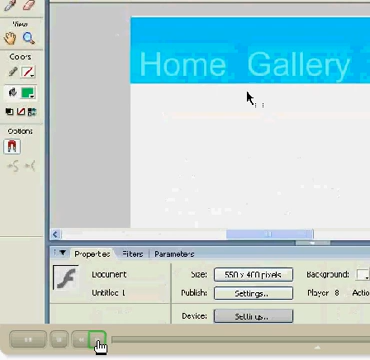 View
Home Gallery
Colors
Options
Properties Filters Parameters
Document Size: 550 x 400 pixels Background:
Untitled 1 Publish: Settings... Player 8 Actio
Device: Settings...